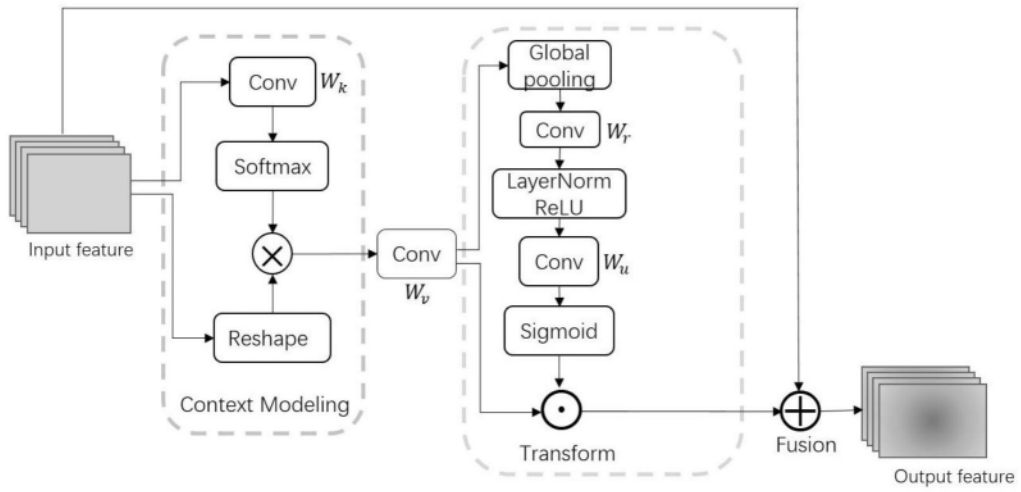 Input feature
Conv
W_k
Softmax
×
Reshape
Context Modeling
Conv
W_v
Global
pooling
Conv
W_r
LayerNorm
ReLU
Conv
W_u
Sigmoid
Transform
+
Fusion
Output feature